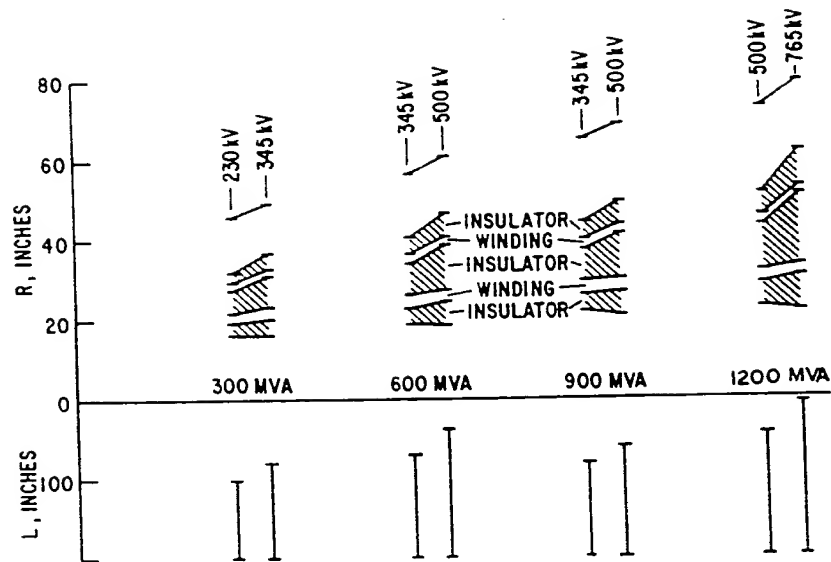 80
60
40
20
0
100
R, INCHES
L, INCHES
230 kV
345 kV
345 kV
500 kV
345 kV
500 kV
500 kV
765 kV
INSULATOR
WINDING
INSULATOR
WINDING
INSULATOR
300 MVA
600 MVA
900 MVA
1200 MVA